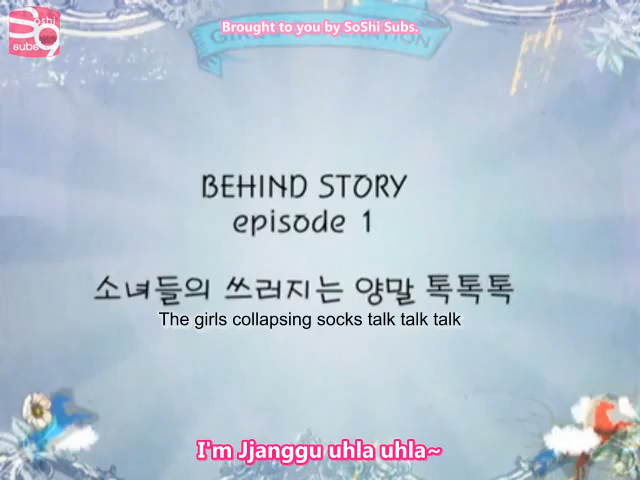 SoShi
subs 9
Brought to you by SoShi Subs.
BEHIND STORY
episode 1
소녀들의 쓰러지는 양말 톡톡톡
The girls collapsing socks talk talk talk
I'm Jjanggu uhla uhla~